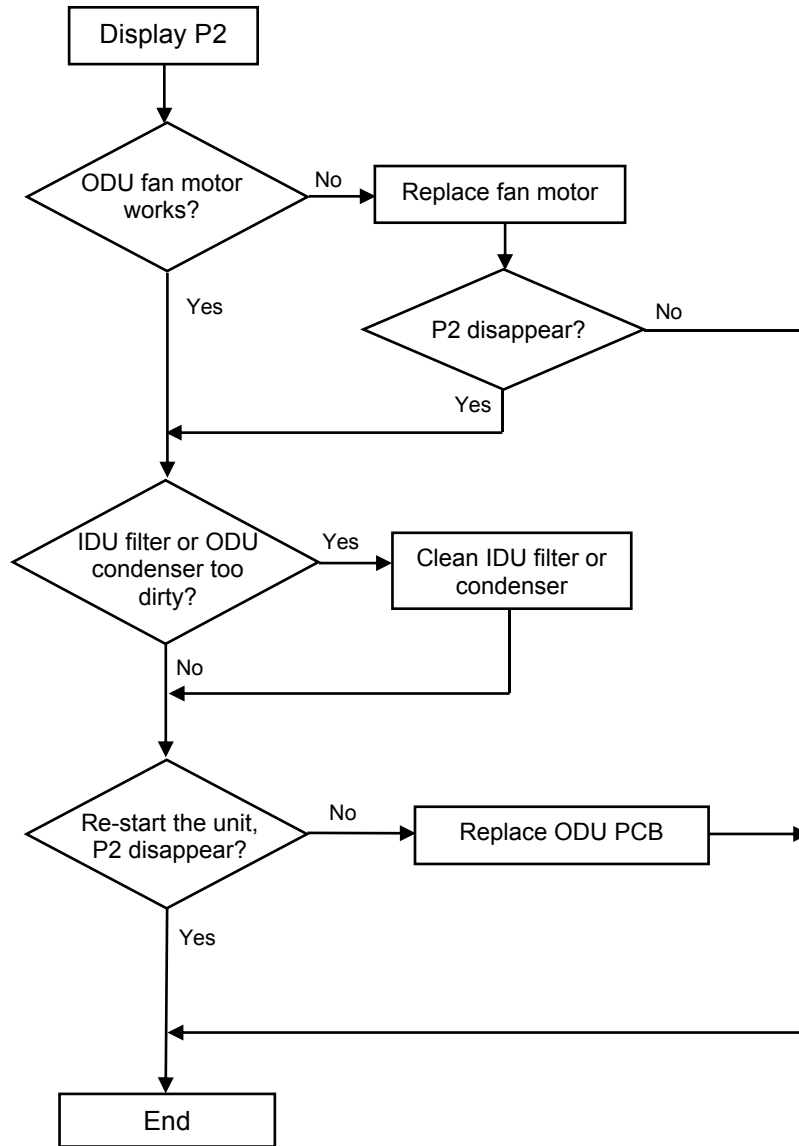 Display P2
ODU fan motor
works?
No
Replace fan motor
Yes
P2 disappear?
No
Yes
IDU filter or ODU
condenser too
dirty?
Yes
Clean IDU filter or
condenser
No
Re-start the unit,
P2 disappear?
No
Replace ODU PCB
Yes
End